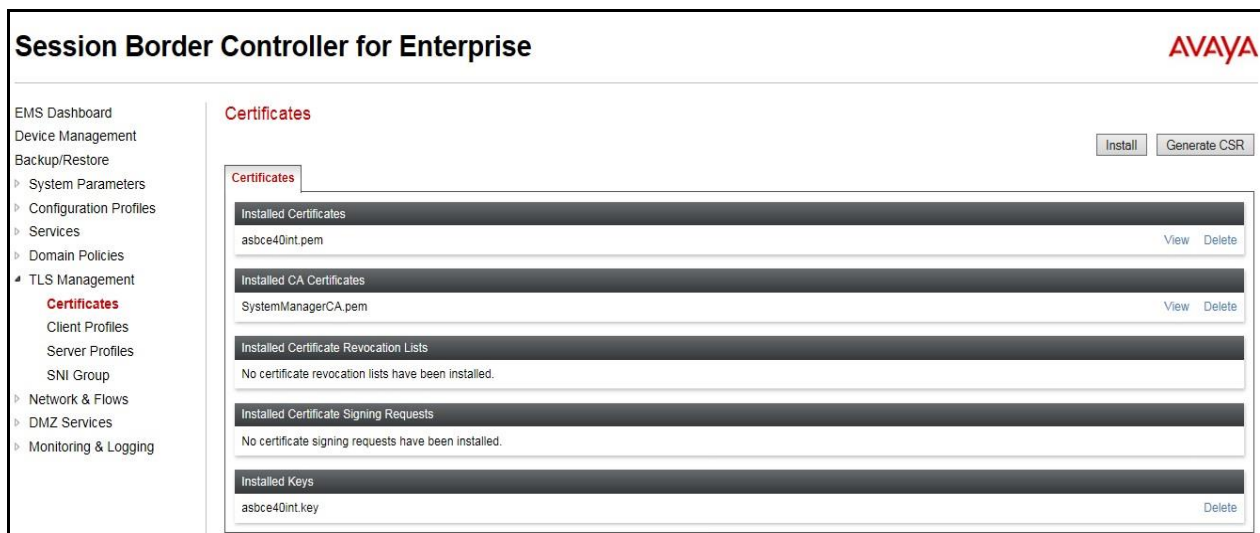 Session Border Controller for Enterprise
AVAYA
EMS Dashboard
Device Management
Backup/Restore
System Parameters
Configuration Profiles
Services
Domain Policies
TLS Management
Certificates
Client Profiles
Server Profiles
SNI Group
Network & Flows
DMZ Services
Monitoring & Logging
Certificates
Install Generate CSR
Certificates
Installed Certificates
asbce40int.pem View Delete
Installed CA Certificates
SystemManagerCA.pem View Delete
Installed Certificate Revocation Lists
No certificate revocation lists have been installed.
Installed Certificate Signing Requests
No certificate signing requests have been installed.
Installed Keys
asbce40int.key Delete